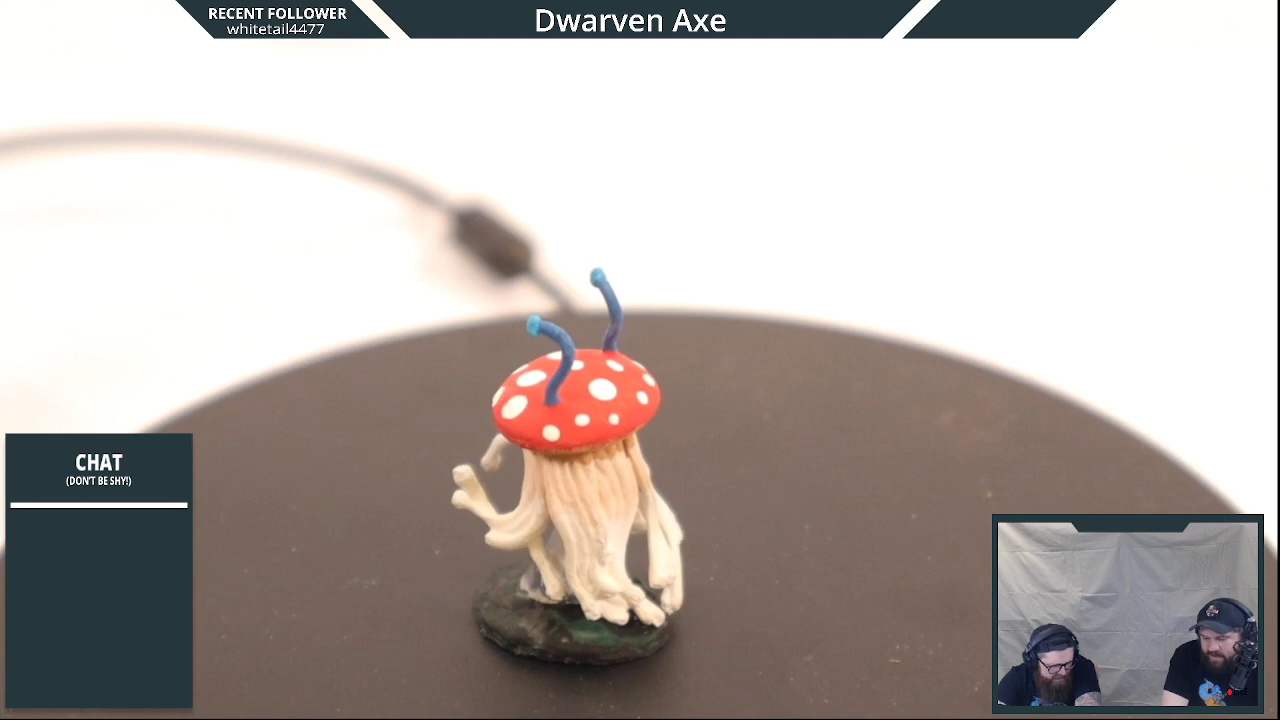 RECENT FOLLOWER
whitetail4477
Dwarven Axe
CHAT
(DON'T BE SHY!)